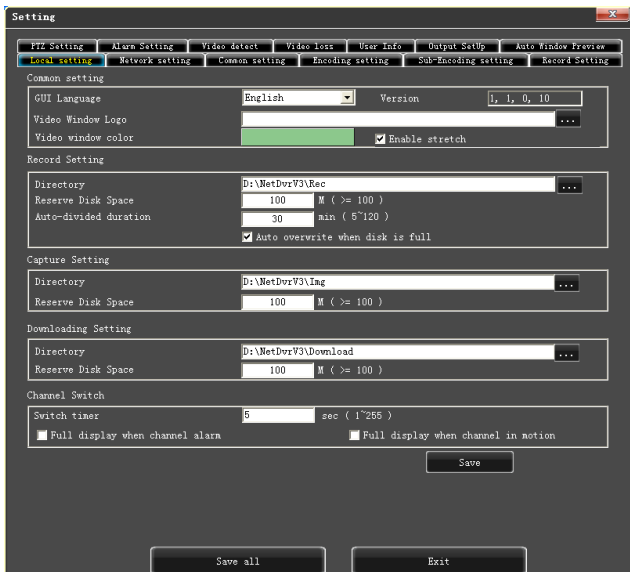 Setting
PTZ Setting Alarm Setting Video detect Video loss User Info Output SetUp Auto Window Preview
Local setting Network setting Common setting Encoding setting Sub-Encoding setting Record Setting
Common setting
GUI Language English Version 1, 1, 0, 10
Video Window Logo ...
Video window color Enable stretch
Record Setting
Directory D:\NetDvrV3\Rec ...
Reserve Disk Space 100 M ( >= 100 )
Auto-divided duration 30 min ( 5~120 )
Auto overwrite when disk is full
Capture Setting
Directory D:\NetDvrV3\Img ...
Reserve Disk Space 100 M ( >= 100 )
Downloading Setting
Directory D:\NetDvrV3\Download ...
Reserve Disk Space 100 M ( >= 100 )
Channel Switch
Switch timer 5 sec ( 1~255 )
Full display when channel alarm Full display when channel in motion
Save
Save all Exit